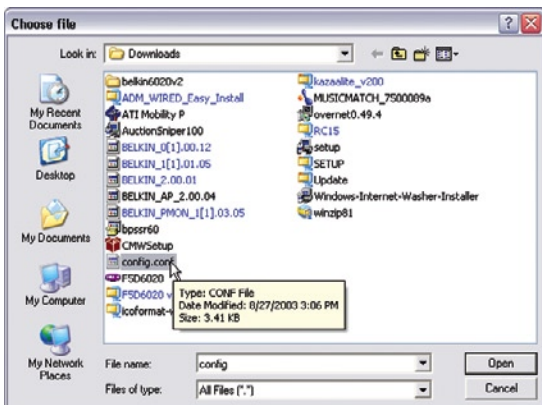 Choose file
Look in: Downloads
My Recent Documents
Desktop
My Documents
My Computer
My Network Places
belkin6020v2
ADM_WIRED_Easy_Install
ATI Mobility P
AuctionSniper100
BELKIN_0[1].00.12
BELKIN_1[1].01.05
BELKIN_2.00.01
BELKIN_AP_2.00.04
BELKIN_PMON_1[1].03.05
bpssr60
CMWSetup
config.conf
F5D6020
F5D6020 v
icoformat-
kazaalite_v200
MUSICMATCH_7500089a
overnet0.49.4
RC15
setup
SETUP
Update
Windows-Internet-Washer-Installer
winzip81
Type: CONF File
Date Modified: 8/27/2003 3:06 PM
Size: 3.41 KB
File name: config
Open
Files of type: All Files (*.*)
Cancel